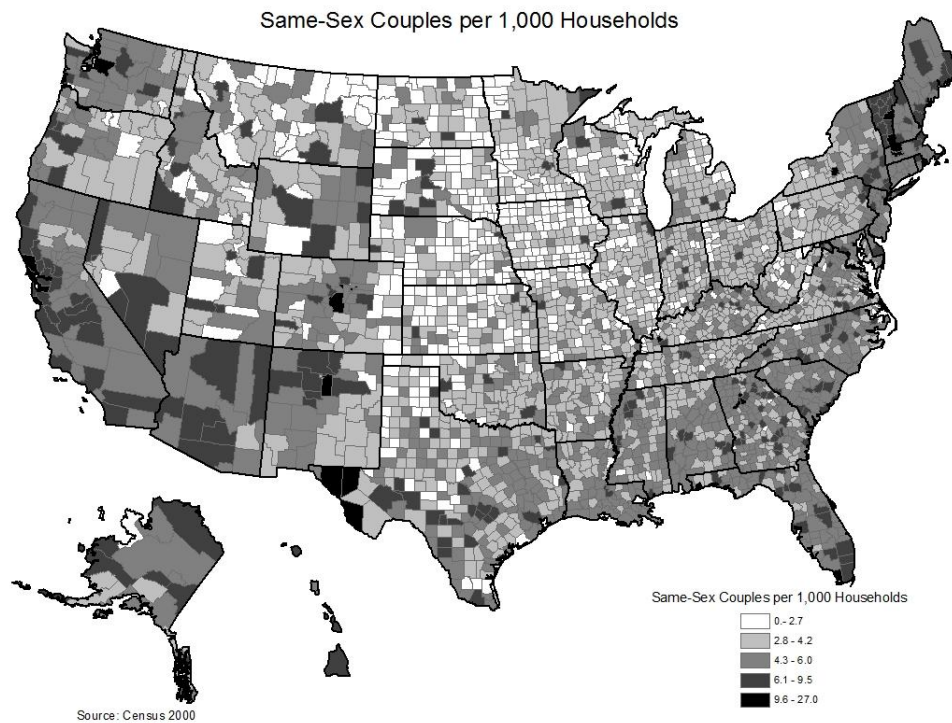 Same-Sex Couples per 1,000 Households
Same-Sex Couples per 1,000 Households
0.- 2.7
2.8 - 4.2
4.3 - 6.0
6.1 - 9.5
9.6 - 27.0
Source: Census 2000